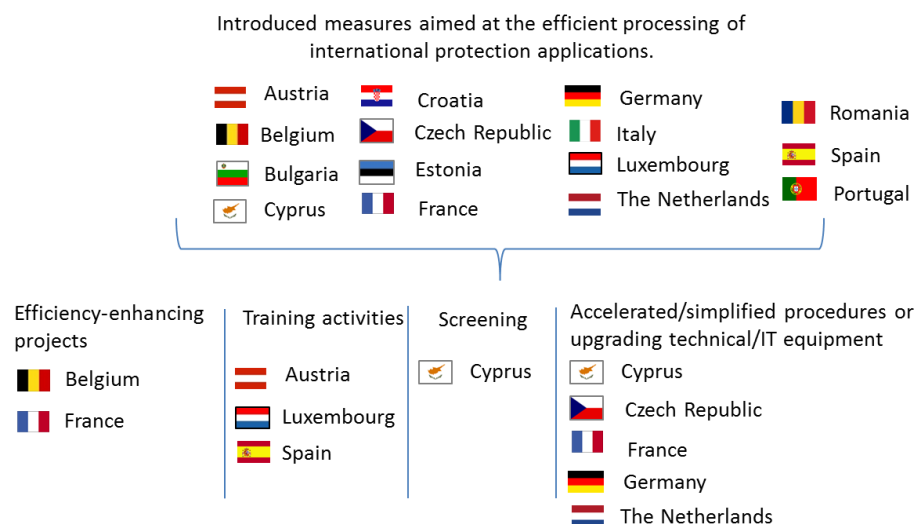 Introduced measures aimed at the efficient processing of
international protection applications.
Austria
Belgium
Bulgaria
Cyprus
Croatia
Czech Republic
Estonia
France
Germany
Italy
Luxembourg
The Netherlands
Romania
Spain
Portugal
Efficiency-enhancing
projects
Belgium
France
Training activities
Austria
Luxembourg
Spain
Screening
Cyprus
Accelerated/simplified procedures or
upgrading technical/IT equipment
Cyprus
Czech Republic
France
Germany
The Netherlands